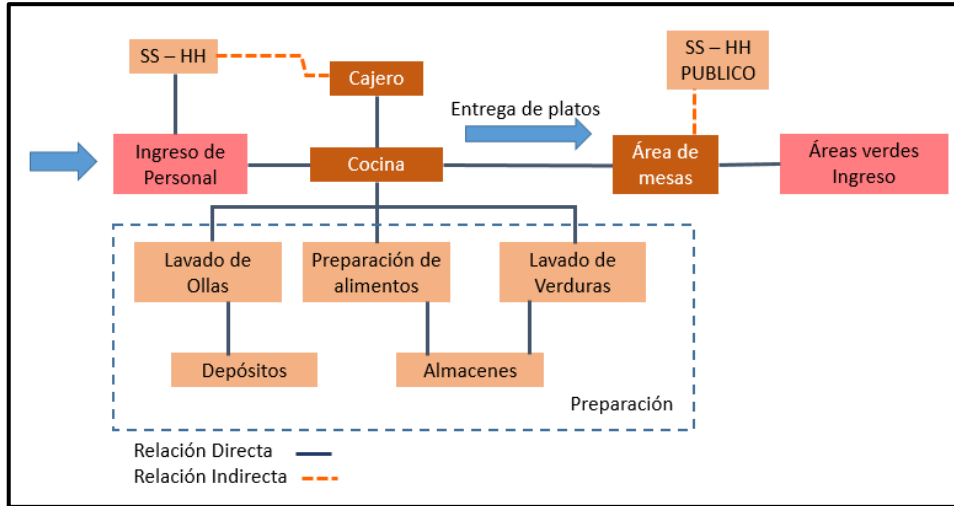 SS – HH
Cajero
SS – HH
PUBLICO
Entrega de platos
Ingreso de
Personal
Cocina
Área de
mesas
Áreas verdes
Ingreso
Lavado de
Ollas
Preparación de
alimentos
Lavado de
Verduras
Depósitos
Almacenes
Preparación
Relación Directa
Relación Indirecta